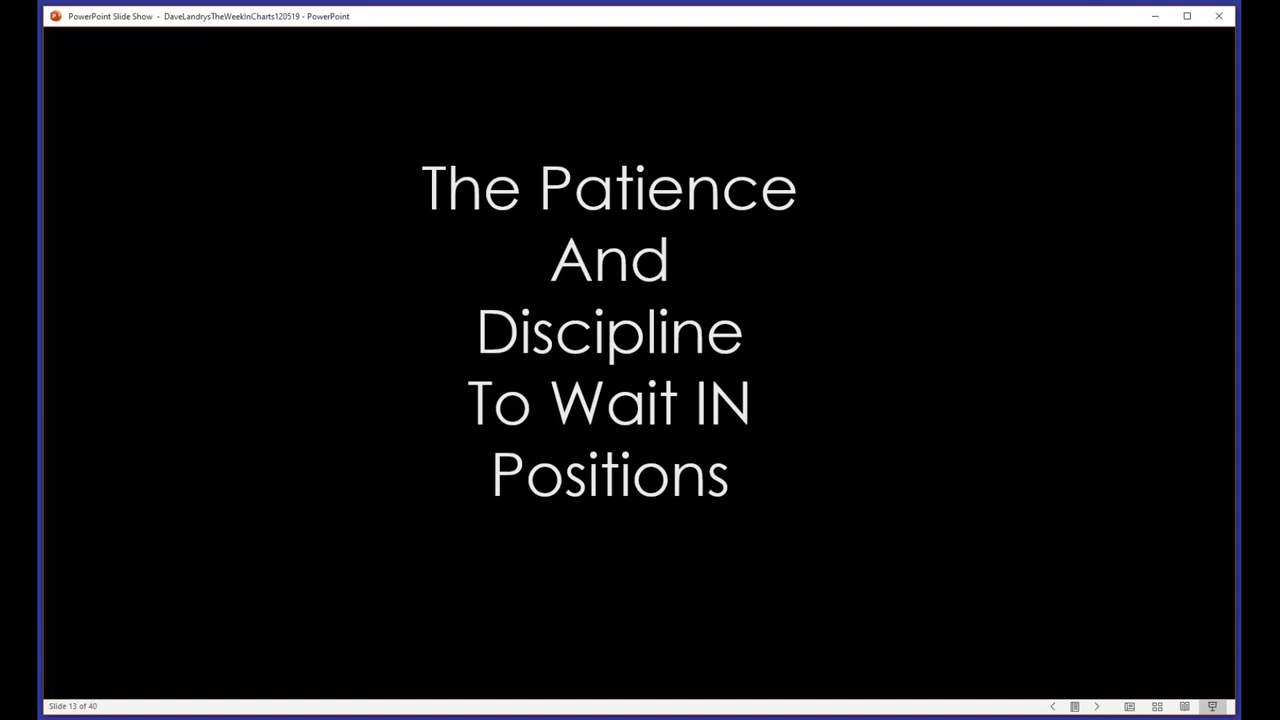 PowerPoint Slide Show - DaveLandrysTheWeekInCharts120519 - PowerPoint
The Patience
And
Discipline
To Wait IN
Positions
Slide 13 of 40